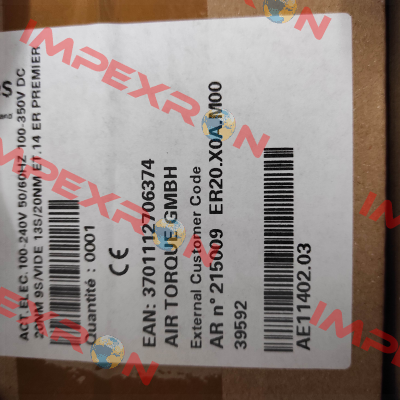 ACT.ELEC.100-240V 50/60HZ 100-350V DC
20NM 9S/VIDE 13S/20NM ET.14 ER PREMIER
Quantité : 0001
CE
EAN: 3701112706374
AIR TORQUE GMBH
External Customer Code
AR n° 215009 ER20.X0A.M00
39592
AE11402.03
IMPEXRON
IMPEXRON
IMPEXRON